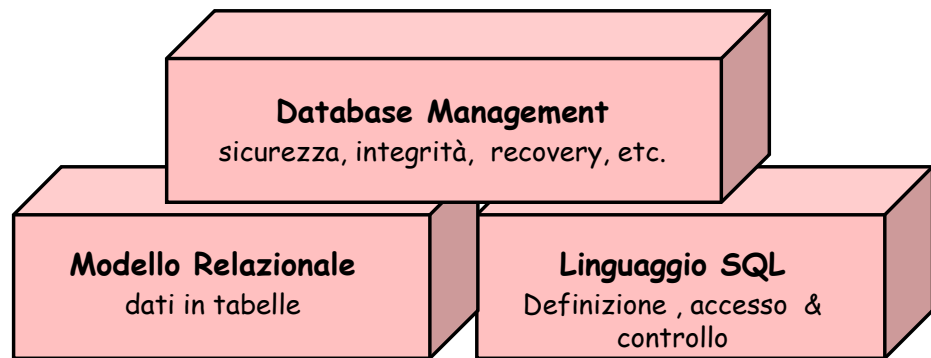 Database Management
sicurezza, integrità, recovery, etc.
Modello Relazionale
dati in tabelle
Linguaggio SQL
Definizione , accesso &
controllo